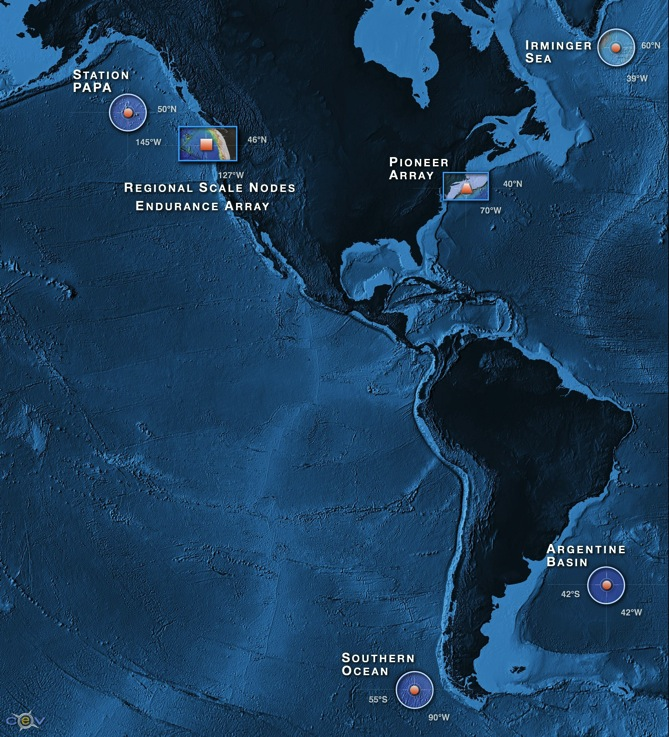 IRMINGER
SEA
60°N
39°W
STATION
PAPA
50°N
145°W
46°N
127°W
REGIONAL SCALE NODES
ENDURANCE ARRAY
PIONEER
ARRAY
40°N
70°W
ARGENTINE
BASIN
42°S
42°W
SOUTHERN
OCEAN
55°S
90°W
CEV